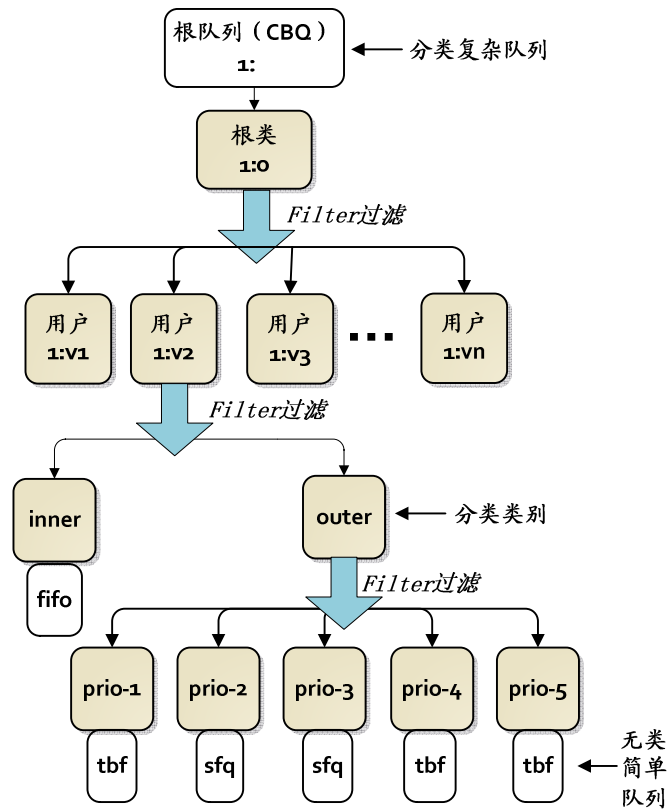 根队列（CBQ）
1:
分类复杂队列
根类
1:0
Filter过滤
用户
1:v1
用户
1:v2
用户
1:v3
...
用户
1:vn
Filter过滤
inner
outer
分类类别
fifo
Filter过滤
prio-1
prio-2
prio-3
prio-4
prio-5
tbf
sfq
sfq
tbf
tbf
无类
简单
队列